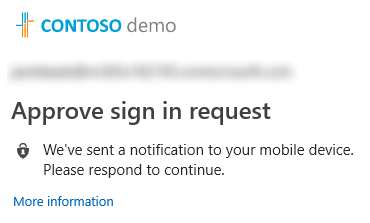 CONTOSO demo
Approve sign in request
We've sent a notification to your mobile device.
Please respond to continue.
More information